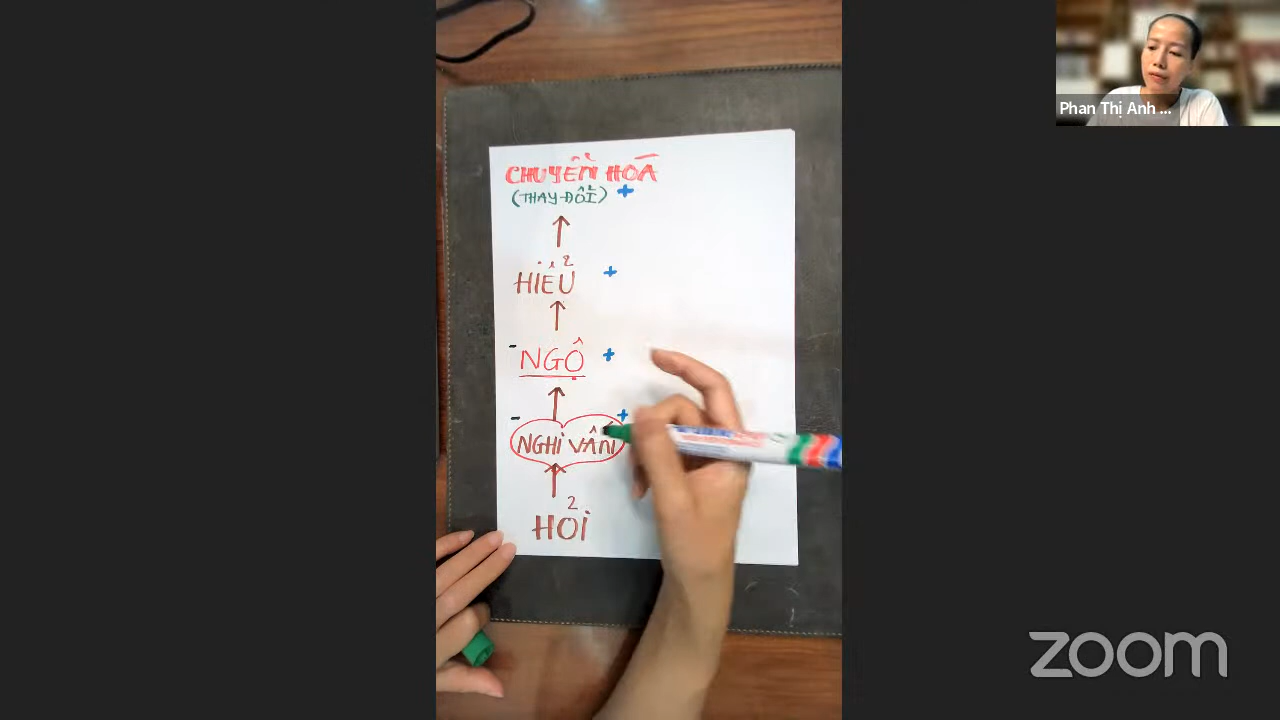 CHUYỂN HOÁ
(THAY ĐỔI) +
HIỂU +
- NGỘ +
- NGHI VẤN +
HỎI
Phan Thị Anh ...
zoom